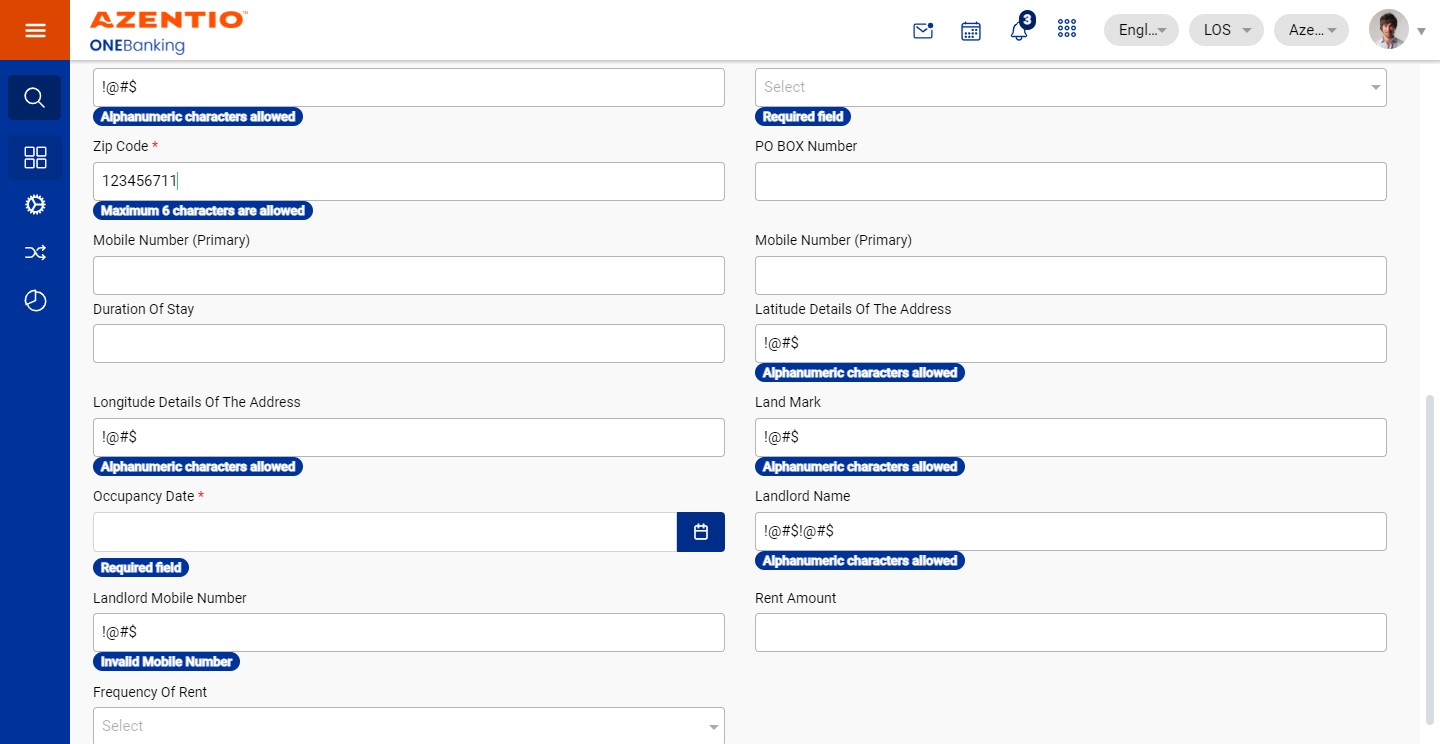 AZENTIO™
ONEBanking
3
Engl...
LOS
Aze...
!@#$
Select
Alphanumeric characters allowed
Required field
Zip Code *
PO BOX Number
123456711
Maximum 6 characters are allowed
Mobile Number (Primary)
Mobile Number (Primary)
Duration Of Stay
Latitude Details Of The Address
!@#$
Alphanumeric characters allowed
Longitude Details Of The Address
Land Mark
!@#$
!@#$
Alphanumeric characters allowed
Alphanumeric characters allowed
Occupancy Date *
Landlord Name
!@#$!@#$
Alphanumeric characters allowed
Required field
Landlord Mobile Number
Rent Amount
!@#$
Invalid Mobile Number
Frequency Of Rent
Select